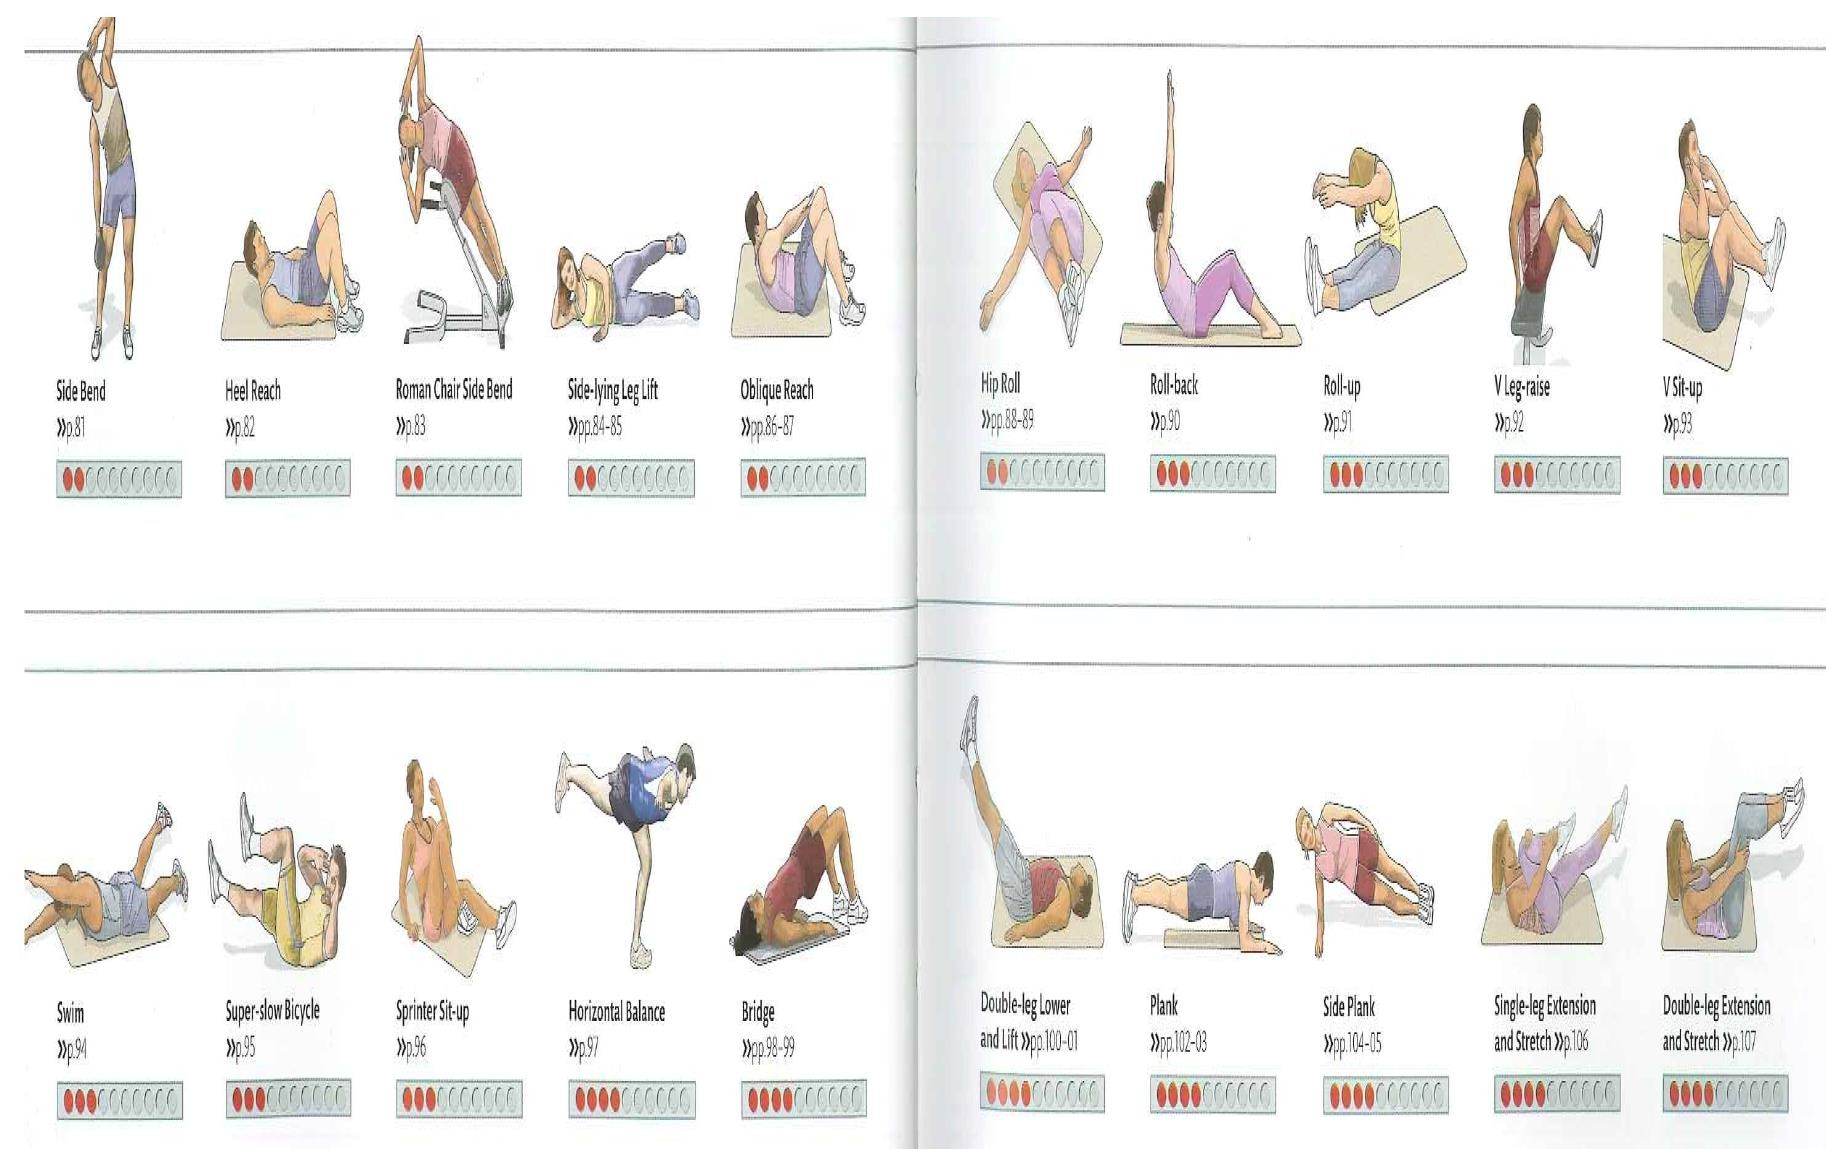 Side Bend
»p.81
Heel Reach
»p.82
Roman Chair Side Bend
»p.83
Side-lying Leg Lift
»pp.84-85
Oblique Reach
»pp.86-87
Hip Roll
»pp.88-89
Roll-back
»p.90
Roll-up
»p.91
V Leg-raise
»p.92
V Sit-up
»p.93
Swim
»p.94
Super-slow Bicycle
»p.95
Sprinter Sit-up
»p.96
Horizontal Balance
»p.97
Bridge
»pp.98-99
Double-leg Lower
and Lift »pp.100-01
Plank
»pp.102-03
Side Plank
»pp.104-05
Single-leg Extension
and Stretch »p.106
Double-leg Extension
and Stretch »p.107